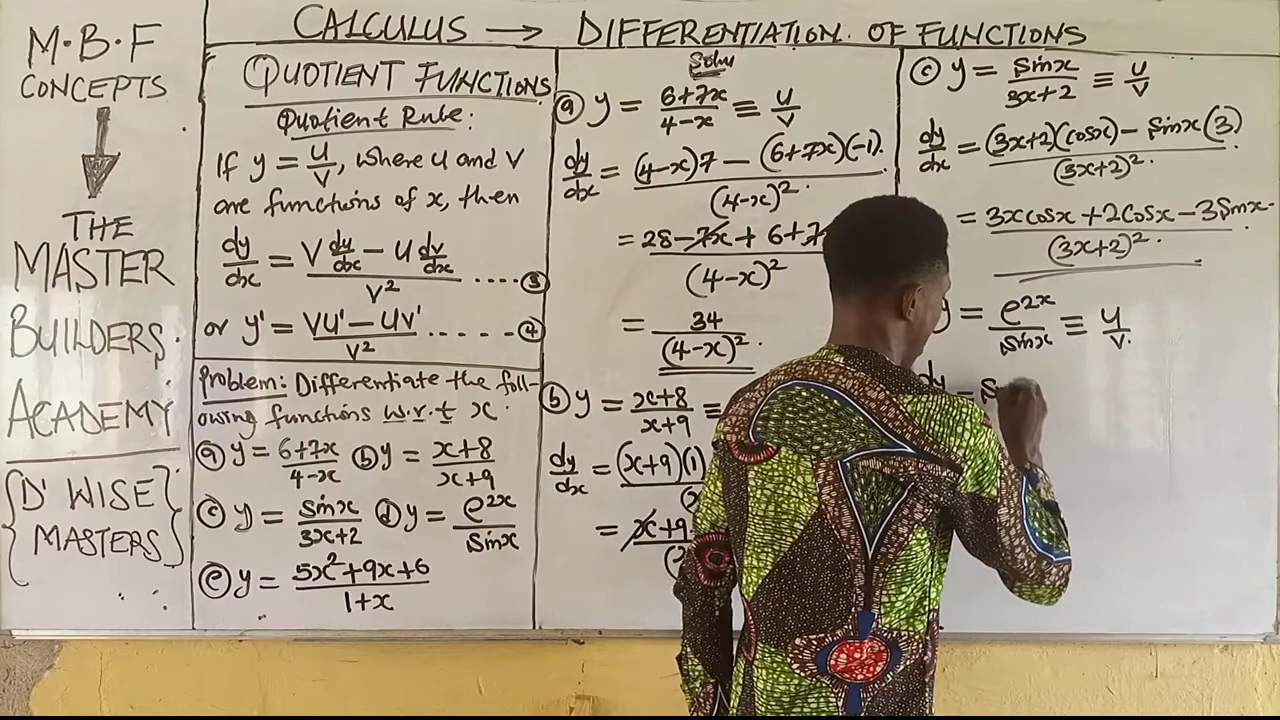 M.B.F
CONCEPTS
THE
MASTER
BUILDERS.
ACADEMY
{D' WISE
MASTERS}
CALCULUS → DIFFERENTIATION OF FUNCTIONS
QUOTIENT FUNCTIONS
Quotient Rule:
If y = u/v, where u and v
are functions of x, then
dy/dx = (V du/dx − U dv/dx)/V² .... ③
or y' = (VU' − UV')/V² ...... ④
Problem: Differentiate the foll-
owing functions w.r.t x.
ⓐ y = (6+7x)/(4-x) ⓑ y = (x+8)/(x+9)
ⓒ y = sinx/(3x+2) ⓓ y = e^(2x)/sinx
ⓔ y = (5x²+9x+6)/(1+x)
Soln
ⓐ y = (6+7x)/(4-x) ≡ u/v
dy/dx = ((4-x)7 − (6+7x)(-1))/(4-x)²
= (28-7x+6+7
(4-x)²
= 34/(4-x)²
ⓑ y = (x+8)/(x+9) ≡
dy/dx = (x+9)(1)
= x+9
ⓒ y = sinx/(3x+2) ≡ u/v
dy/dx = ((3x+2)(cosx) − sinx(3))/(3x+2)²
= (3xcosx+2cosx−3sinx)/(3x+2)²
y = e^(2x)/sinx ≡ u/v
dy = S